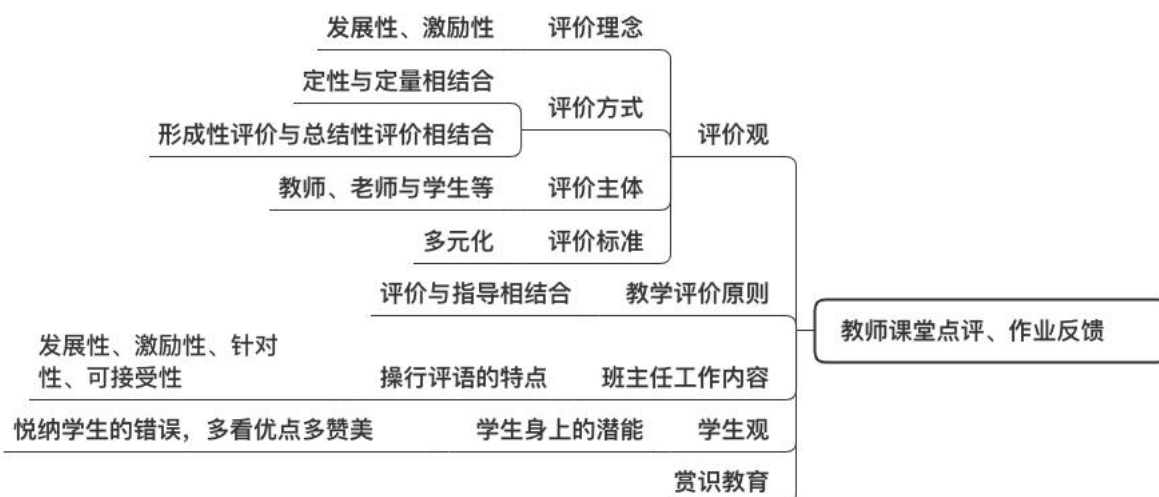 发展性、激励性
评价理念
定性与定量相结合
评价方式
形成性评价与总结性评价相结合
评价观
教师、老师与学生等
评价主体
多元化
评价标准
评价与指导相结合
教学评价原则
教师课堂点评、作业反馈
发展性、激励性、针对
性、可接受性
操行评语的特点
班主任工作内容
悦纳学生的错误，多看优点多赞美
学生身上的潜能
学生观
赏识教育